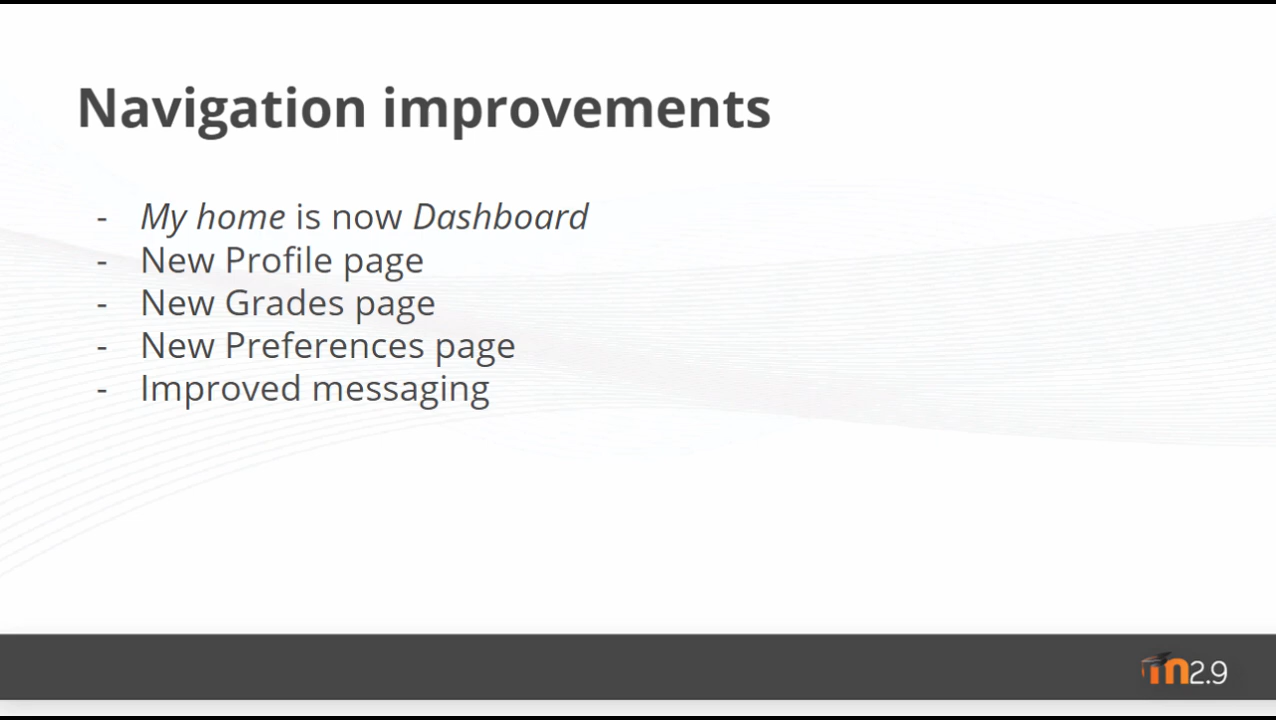 Navigation improvements
- My home is now Dashboard
- New Profile page
- New Grades page
- New Preferences page
- Improved messaging
m2.9